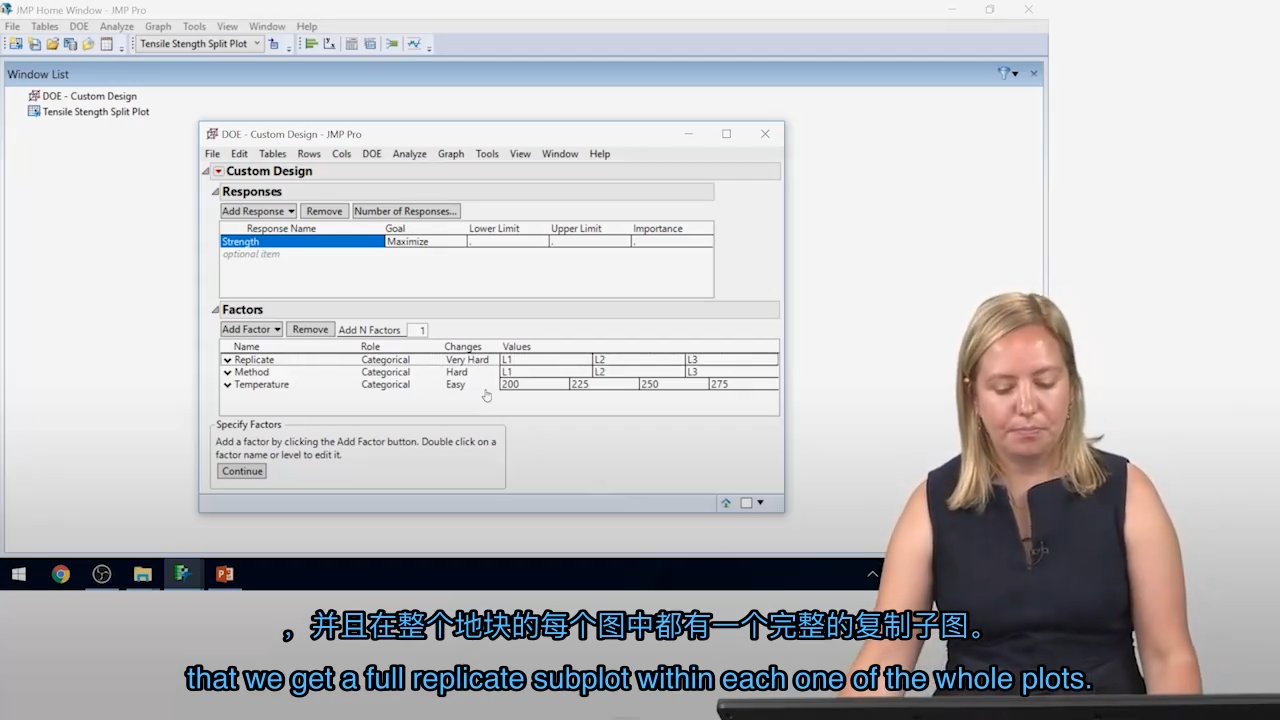 JMP Home Window - JMP Pro
File Tables DOE Analyze Graph Tools View Window Help
Tensile Stength Split Plot
Window List
DOE - Custom Design
Tensile Stength Split Plot
DOE - Custom Design - JMP Pro
File Edit Tables Rows Cols DOE Analyze Graph Tools View Window Help
Custom Design
Responses
Add Response Remove Number of Responses...
Response Name Goal Lower Limit Upper Limit Importance
Strength Maximize . . .
optional item
Factors
Add Factor Remove Add N Factors 1
Name Role Changes Values
Replicate Categorical Very Hard L1 L2 L3
Method Categorical Hard L1 L2 L3
Temperature Categorical Easy 200 225 250 275
Specify Factors
Add a factor by clicking the Add Factor button. Double click on a
factor name or level to edit it.
Continue
，并且在整个地块的每个图中都有一个完整的复制子图。
that we get a full replicate subplot within each one of the whole plots.